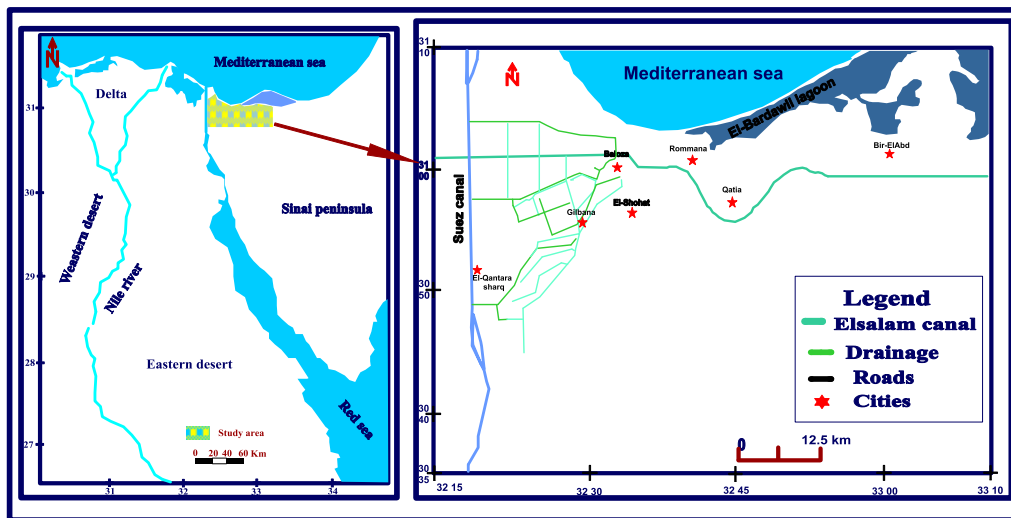 N
Mediterranean sea
Delta
31
30
29
28
27
Sinai peninsula
Weastern desert
Nile river
Eastern desert
Red sea
Study area
0 20 40 60 Km
31
32
33
34
31
10
31
00
30
50
30
40
30
35
N
Mediterranean sea
El-Bardawil lagoon
Suez canal
Baloza
Rommana
Bir-ElAbd
Qatia
Gilbana
El-Shohat
El-Qantara
sharq
Legend
Elsalam canal
Drainage
Roads
Cities
0
12.5 km
32 15
32 30
32 45
33 00
33 10